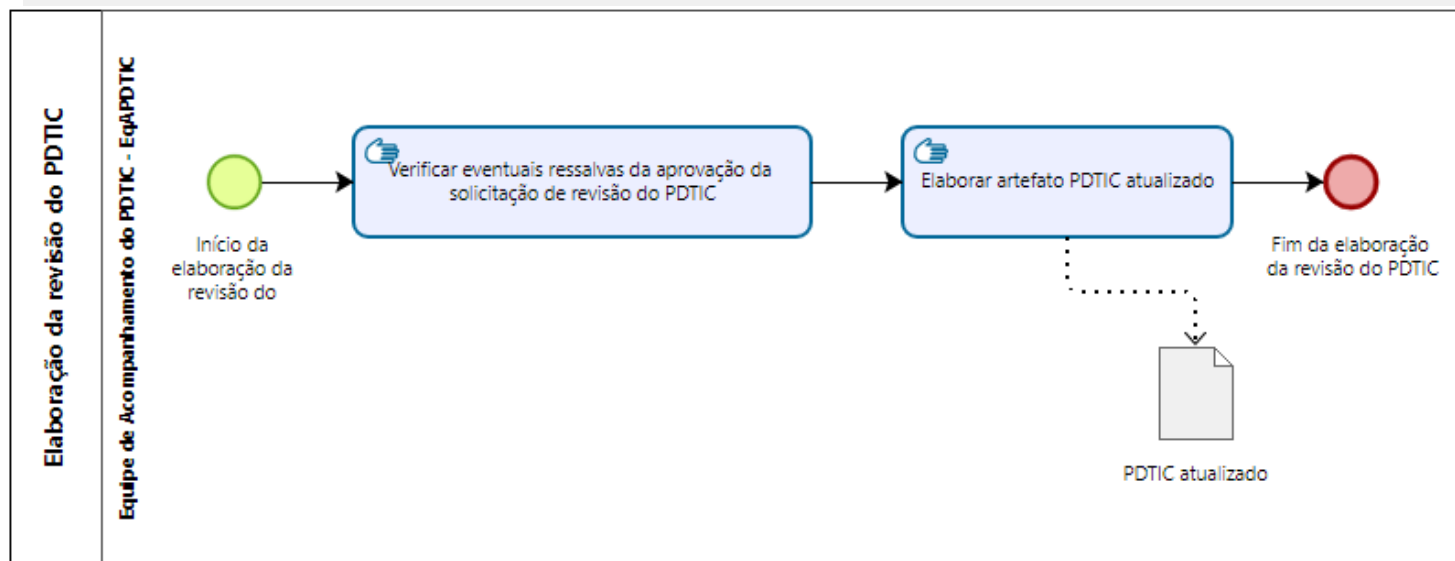 Elaboração da revisão do PDTIC
Equipe de Acompanhamento do PDTIC - EqAPDTIC
Início da
elaboração da
revisão do
Verificar eventuais ressalvas da aprovação da
solicitação de revisão do PDTIC
Elaborar artefato PDTIC atualizado
Fim da elaboração
da revisão do PDTIC
PDTIC atualizado